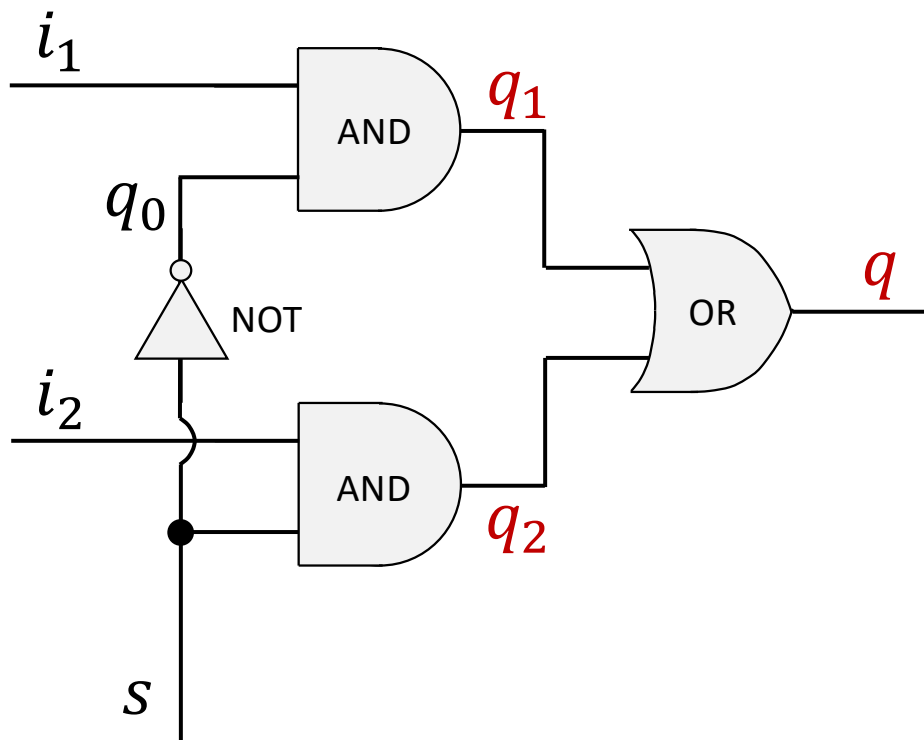 i₁
AND
q₁
q₀
NOT
OR
q
i₂
AND
q₂
s